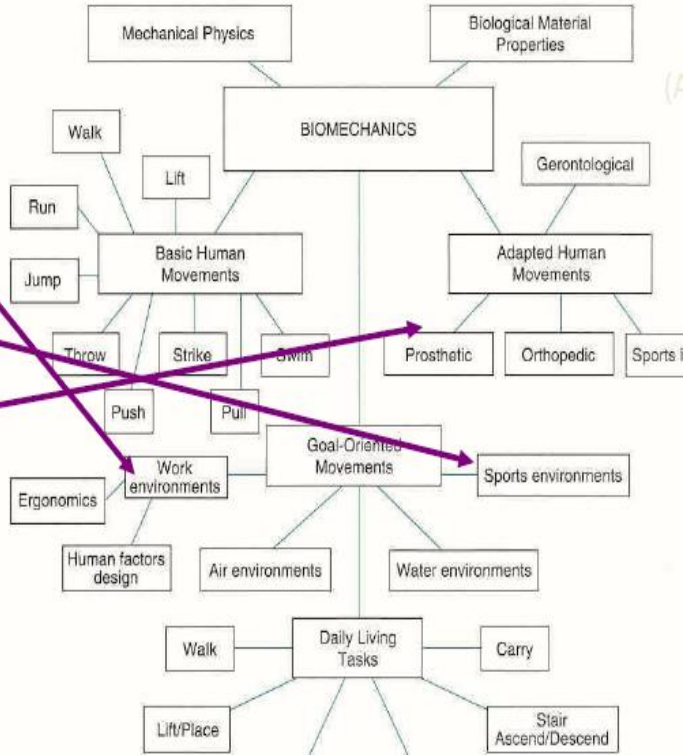 Mechanical Physics
Biological Material
Properties
(A
BIOMECHANICS
Walk
Lift
Gerontological
Run
Basic Human
Movements
Adapted Human
Movements
Jump
Throw
Strike
Swim
Prosthetic
Orthopedic
Sports i
Push
Pull
Goal-Oriented
Movements
Work
environments
Sports environments
Ergonomics
Human factors
design
Air environments
Water environments
Walk
Daily Living
Tasks
Carry
Lift/Place
Stair
Ascend/Descend